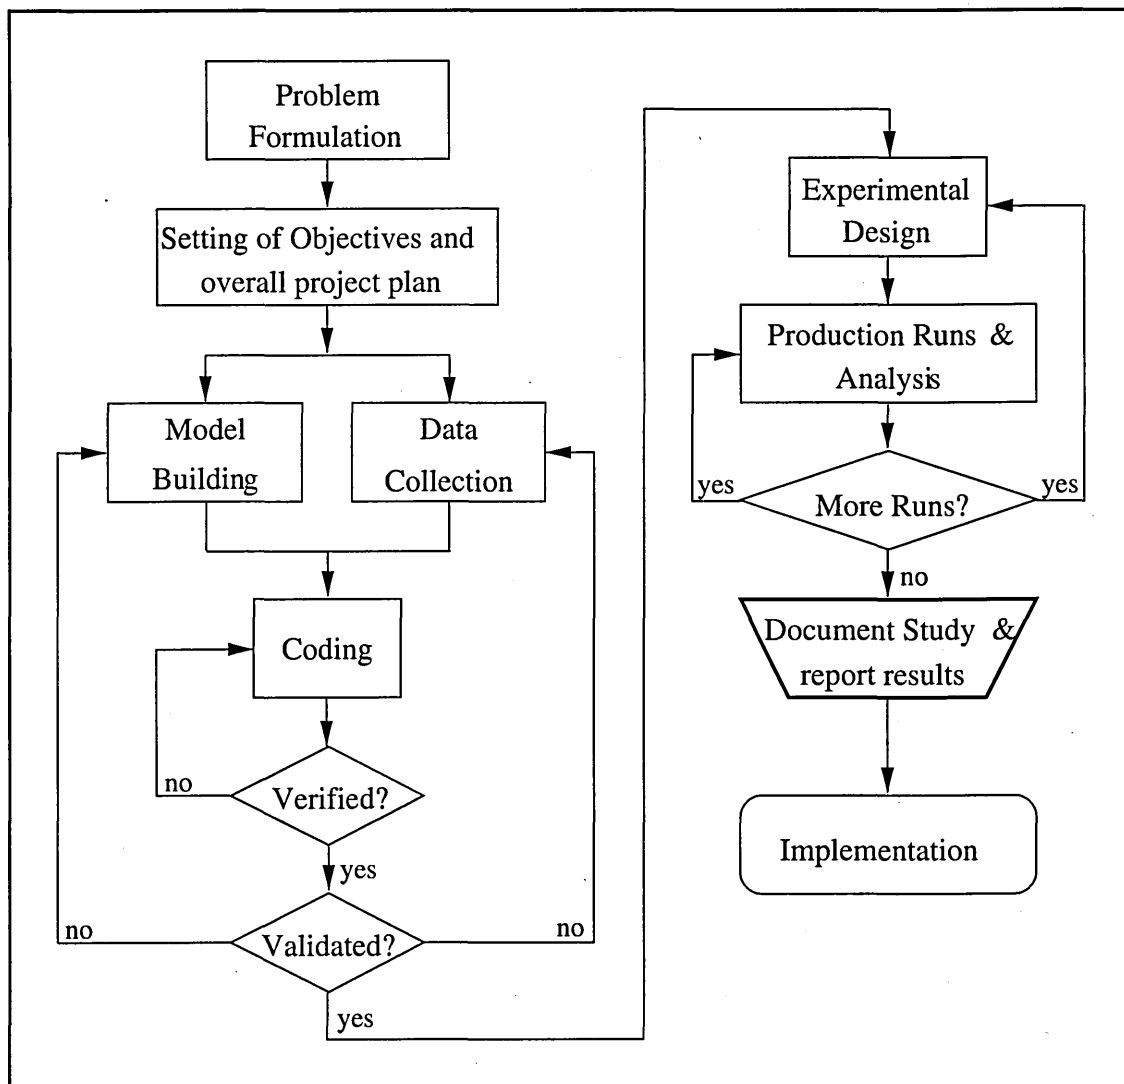 Problem
Formulation
Setting of Objectives and
overall project plan
Model
Building
Data
Collection
Coding
no
Verified?
yes
no
Validated?
no
yes
Experimental
Design
Production Runs &
Analysis
yes
More Runs?
yes
no
Document Study &
report results
Implementation